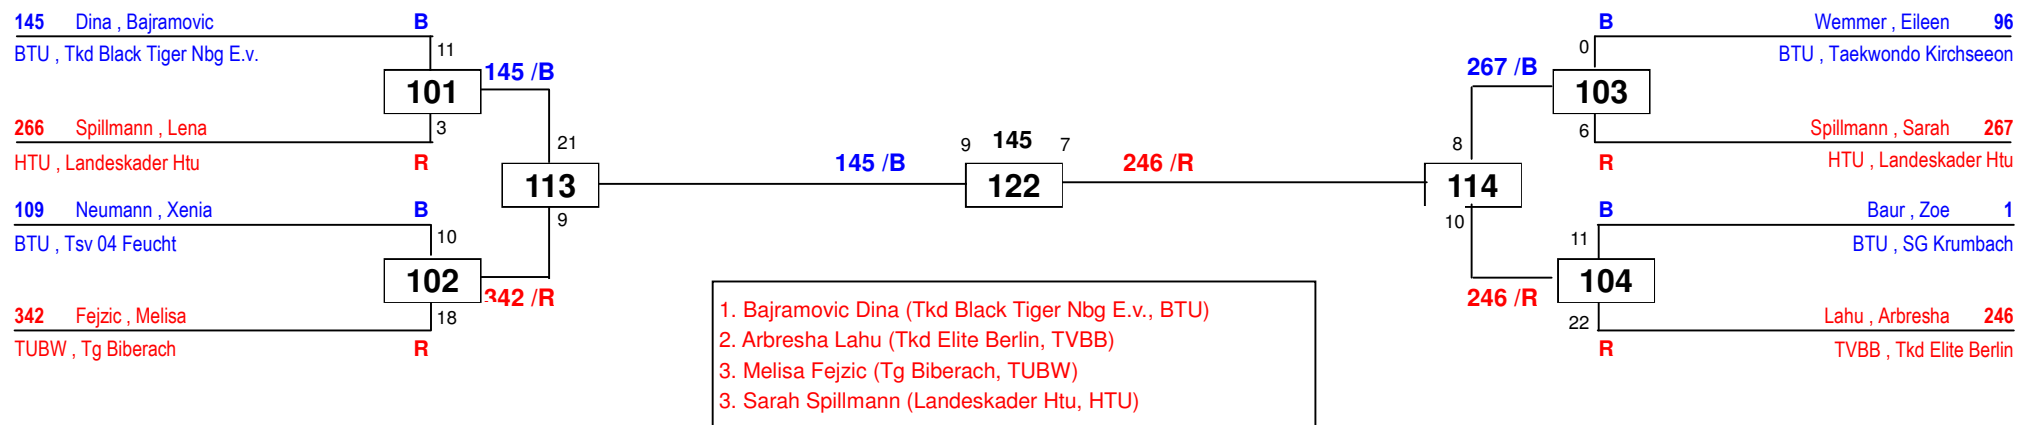 145 Dina , Bajramovic B
BTU , Tkd Black Tiger Nbg E.v.
11
101
145 /B
3
266 Spillmann , Lena
HTU , Landeskader Htu R
21
113
9
109 Neumann , Xenia B
BTU , Tsv 04 Feucht
10
102
342 /R
18
342 Fejzic , Melisa
TUBW , Tg Biberach R
145 /B
9 145 7
122
246 /R
B Wemmer , Eileen 96
BTU , Taekwondo Kirchseeon
0
267 /B
103
6
Spillmann , Sarah 267
R HTU , Landeskader Htu
8
114
10
B Baur , Zoe 1
BTU , SG Krumbach
11
104
246 /R
22
Lahu , Arbresha 246
R TVBB , Tkd Elite Berlin
1. Bajramovic Dina (Tkd Black Tiger Nbg E.v., BTU)
2. Arbresha Lahu (Tkd Elite Berlin, TVBB)
3. Melisa Fejzic (Tg Biberach, TUBW)
3. Sarah Spillmann (Landeskader Htu, HTU)